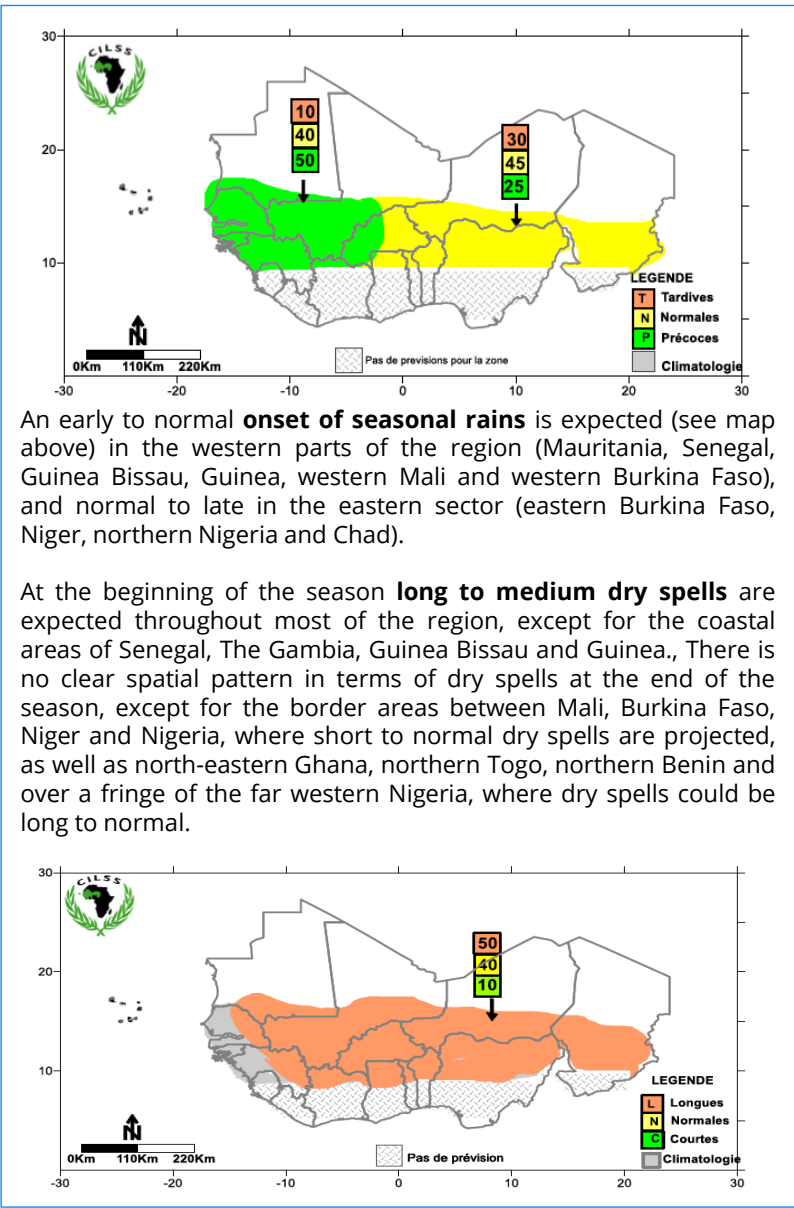 30
CILSS
20
10
-30
-20
-10
0
10
20
30
10
40
50
30
45
25
LEGENDE
T Tardives
N Normales
P Précoces
Climatologie
N
0Km 110Km 220Km
Pas de previsions pour la zone
An early to normal onset of seasonal rains is expected (see map
above) in the western parts of the region (Mauritania, Senegal,
Guinea Bissau, Guinea, western Mali and western Burkina Faso),
and normal to late in the eastern sector (eastern Burkina Faso,
Niger, northern Nigeria and Chad).
At the beginning of the season long to medium dry spells are
expected throughout most of the region, except for the coastal
areas of Senegal, The Gambia, Guinea Bissau and Guinea., There is
no clear spatial pattern in terms of dry spells at the end of the
season, except for the border areas between Mali, Burkina Faso,
Niger and Nigeria, where short to normal dry spells are projected,
as well as north-eastern Ghana, northern Togo, northern Benin and
over a fringe of the far western Nigeria, where dry spells could be
long to normal.
30
CILSS
20
10
-30
-20
-10
0
10
20
30
50
40
10
LEGENDE
L Longues
N Normales
C Courtes
Climatologie
N
0Km 110Km 220Km
Pas de prévision
-30
-20
-10
0
10
20
30